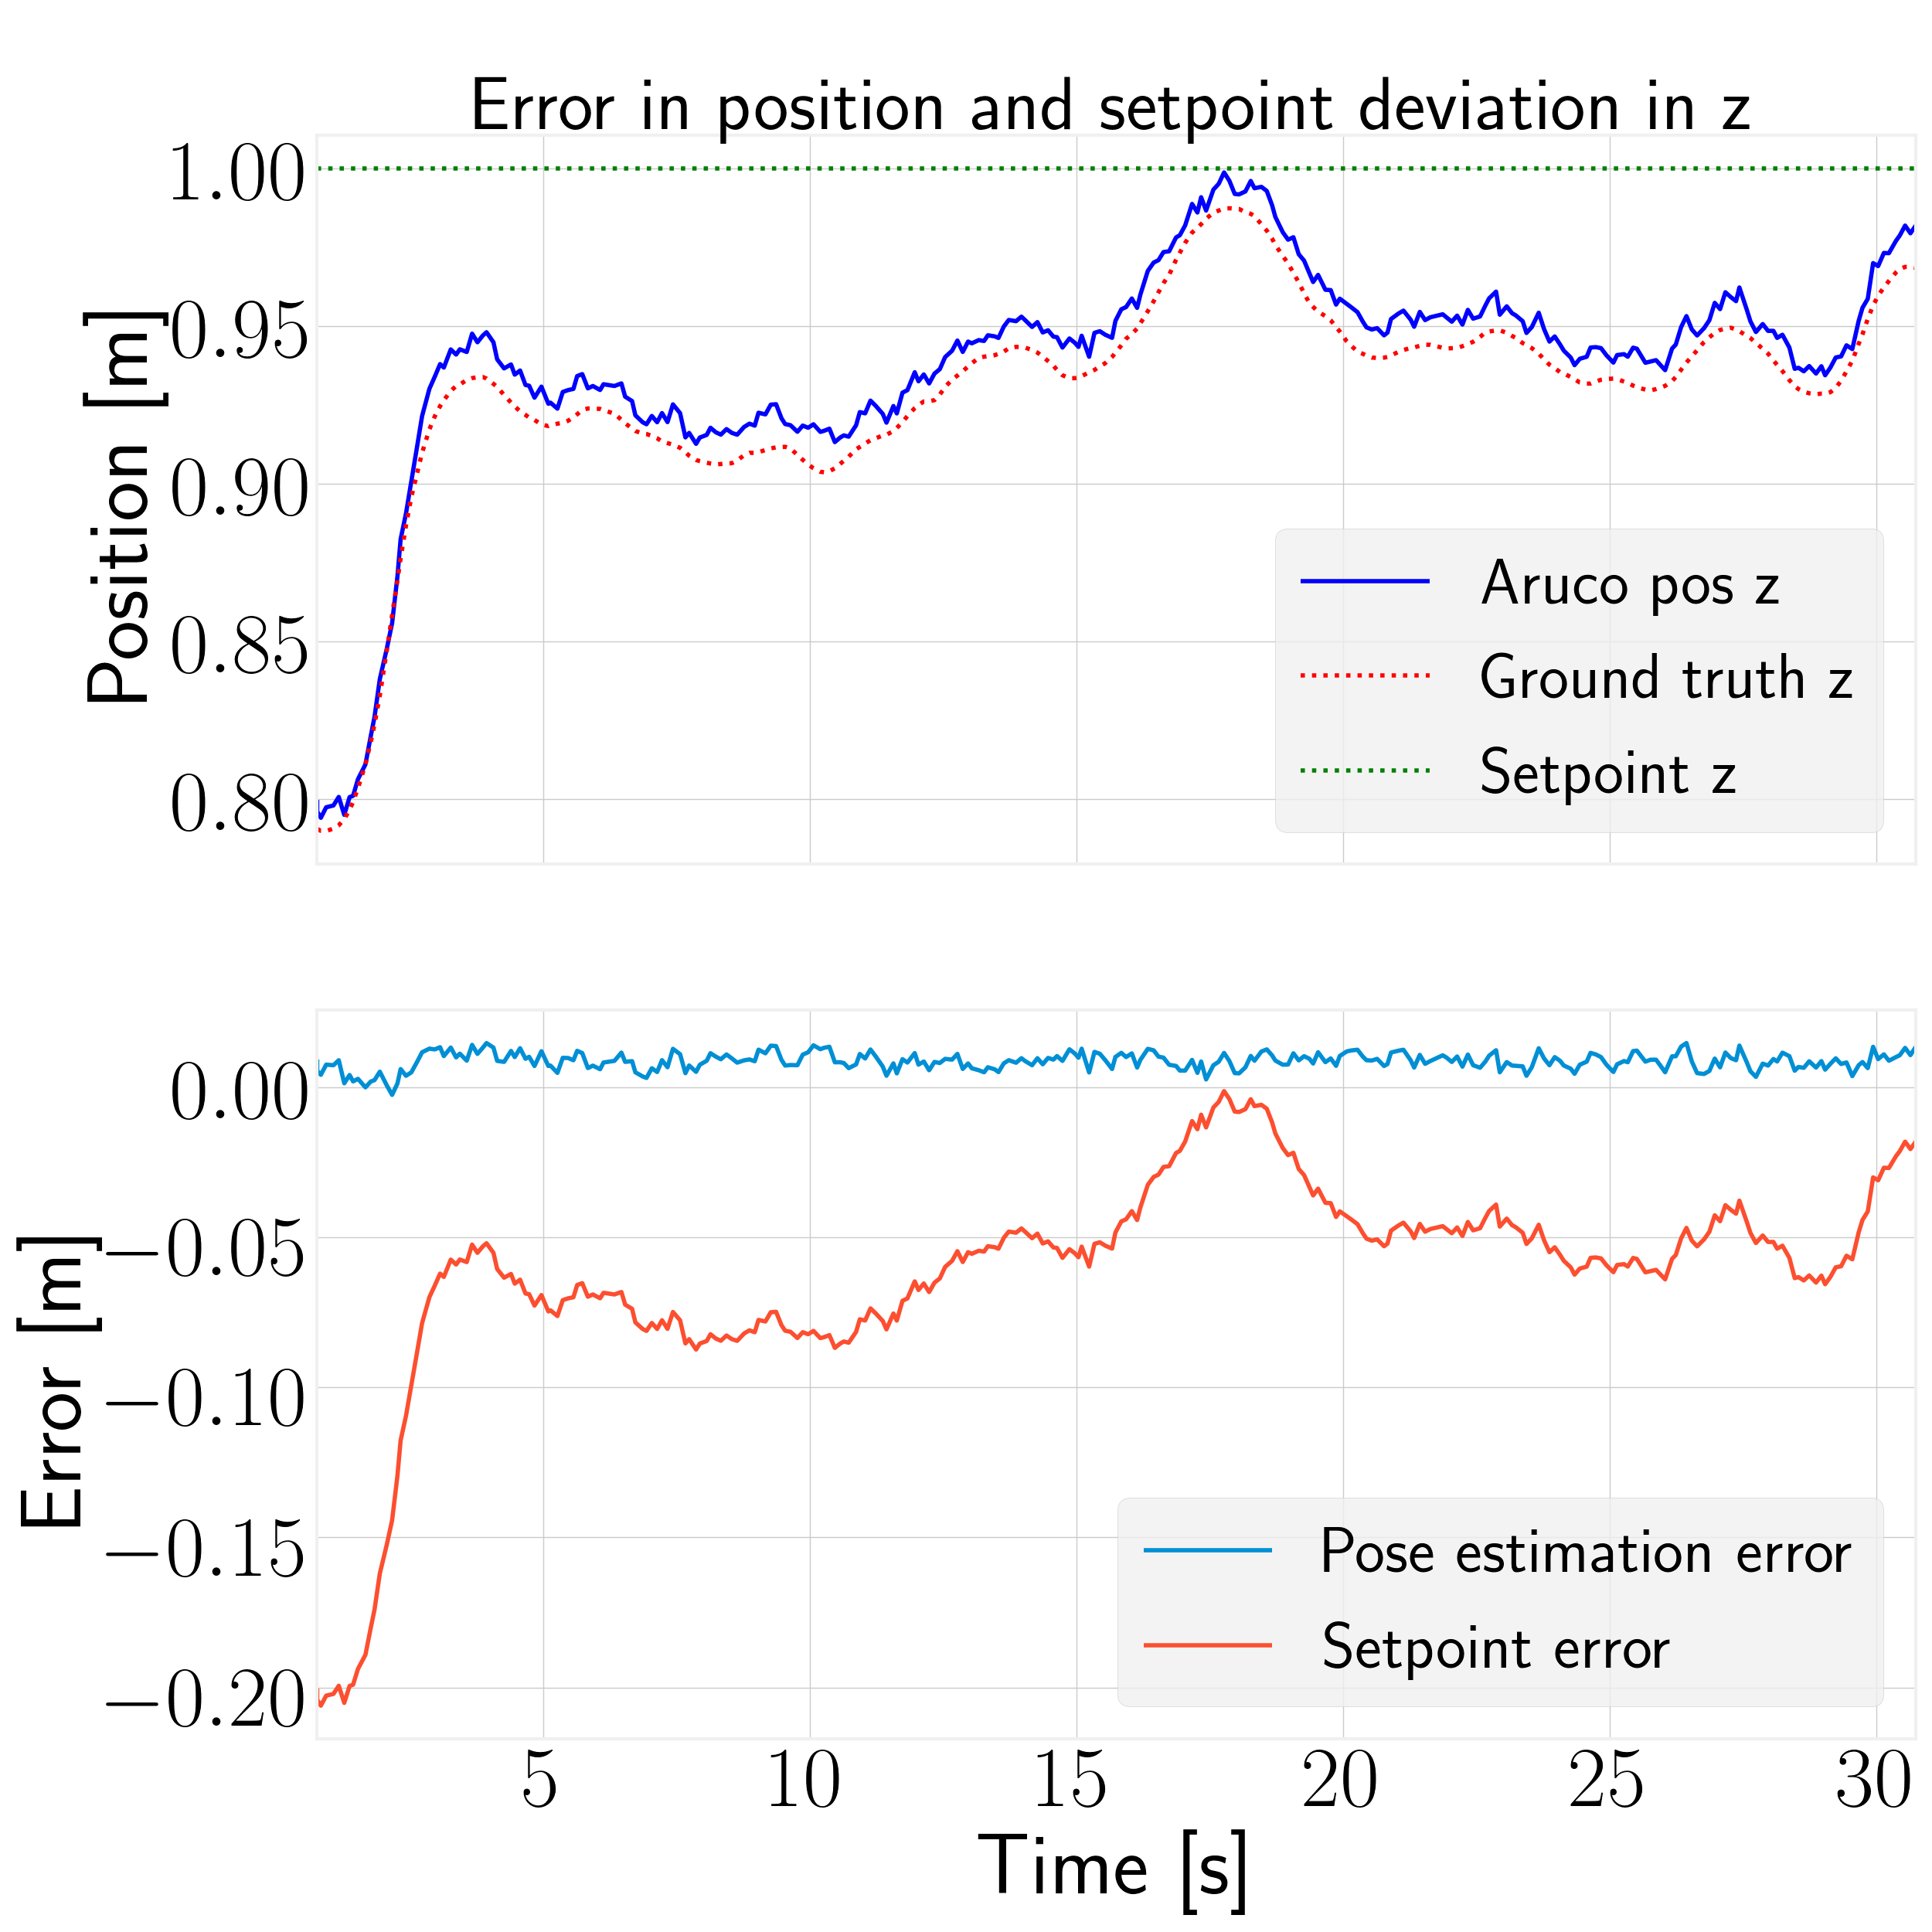 Error in position and setpoint deviation in z
Position [m]
1.00
0.95
0.90
0.85
0.80
Aruco pos z
Ground truth z
Setpoint z
Error [m]
0.00
−0.05
−0.10
−0.15
−0.20
Pose estimation error
Setpoint error
5 10 15 20 25 30
Time [s]